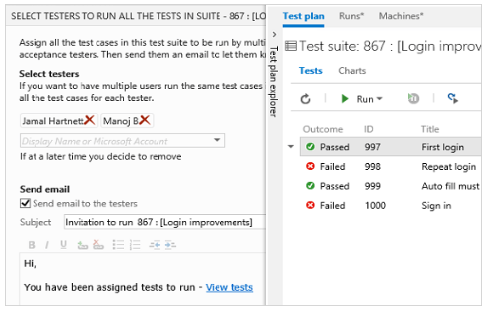 SELECT TESTERS TO RUN ALL THE TESTS IN SUITE - 867 : [LO
Assign all the test cases in this test suite to be run by multi
acceptance testers. Then send them an email to let them k
Select testers
If you want to have multiple users run the same test cases
all the test cases for each tester.
Jamal Hartnett Manoj B.
Display Name or Microsoft Account
If at a later time you decide to remove
Send email
Send email to the testers
Subject Invitation to run 867 : [Login improvements]
B I U
Hi,
You have been assigned tests to run - View tests
Test plan Runs* Machines*
Test plan explorer
Test suite: 867 : [Login improv
Tests Charts
Run
Outcome ID Title
Passed 997 First login
Failed 998 Repeat login
Passed 999 Auto fill must
Failed 1000 Sign in